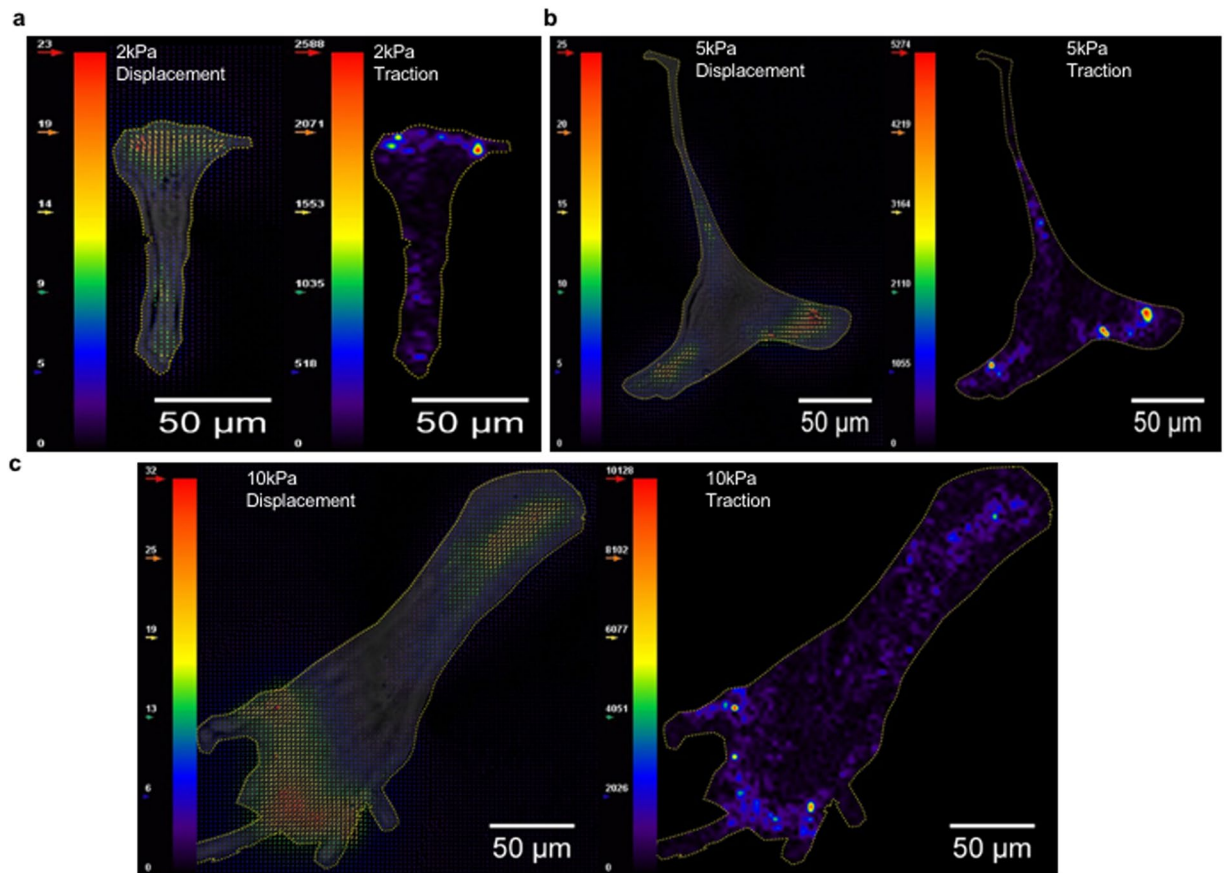 a
b
23
2kPa
Displacement
19
14
9
5
0
50 µm
2588
2kPa
Traction
2071
1553
1035
518
0
50 µm
25
5kPa
Displacement
20
15
10
5
0
50 µm
5274
5kPa
Traction
4219
3164
2110
1055
0
50 µm
c
32
10kPa
Displacement
25
19
13
6
0
50 µm
10128
10kPa
Traction
8102
6077
4051
2026
0
50 µm